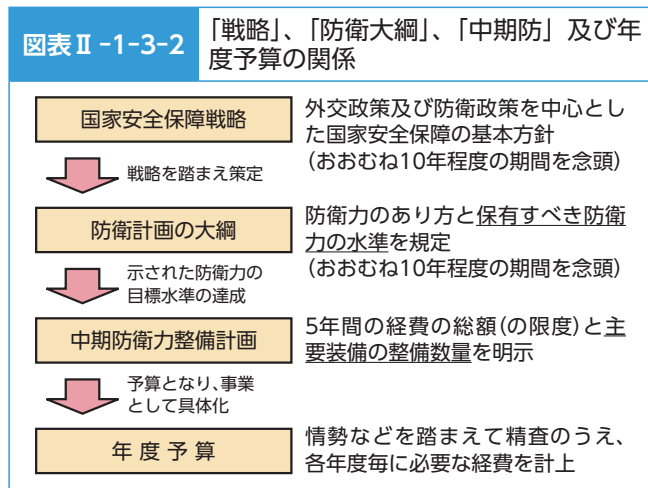 図表Ⅱ-1-3-2
「戦略」、「防衛大綱」、「中期防」及び年
度予算の関係
国家安全保障戦略
外交政策及び防衛政策を中心とし
た国家安全保障の基本方針
(おおむね10年程度の期間を念頭)
戦略を踏まえ策定
防衛計画の大綱
防衛力のあり方と保有すべき防衛
力の水準を規定
(おおむね10年程度の期間を念頭)
示された防衛力の
目標水準の達成
中期防衛力整備計画
5年間の経費の総額(の限度)と主
要装備の整備数量を明示
予算となり、事業
として具体化
年度予算
情勢などを踏まえて精査のうえ、
各年度毎に必要な経費を計上